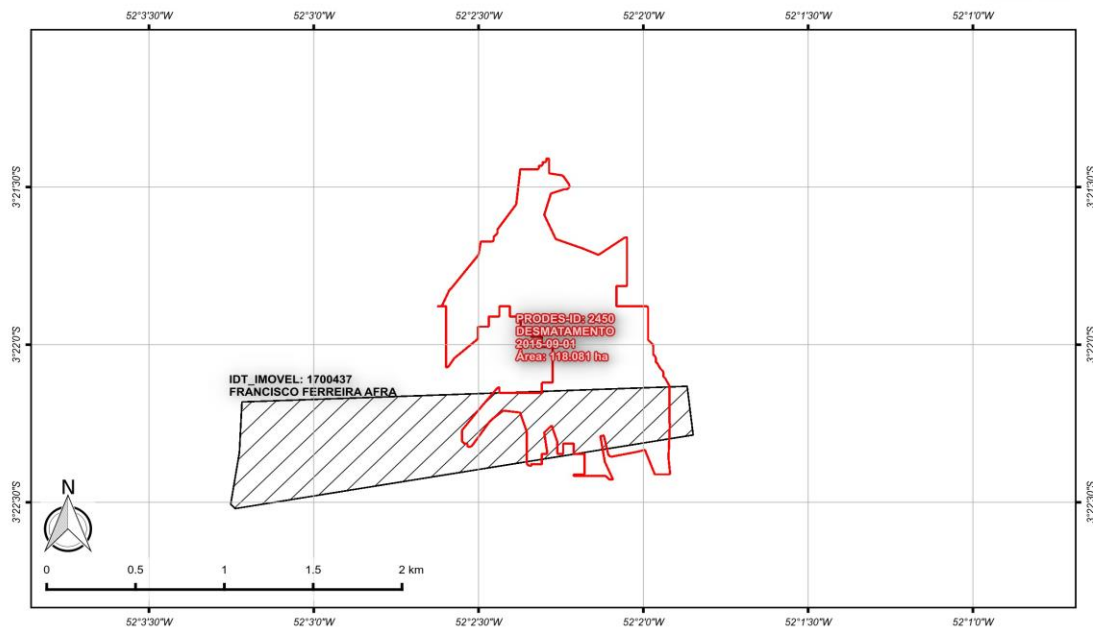 52°3'30"W 52°3'0"W 52°2'30"W 52°2'0"W 52°1'30"W 52°1'0"W
3°21'30"S 3°21'30"S
PRODES-ID: 2450
DESMATAMENTO
2015-09-01
Área: 118.081 ha
3°22'0"S 3°22'0"S
IDT_IMOVEL: 1700437
FRANCISCO FERREIRA AFRA
N
3°22'30"S 3°22'30"S
0 0.5 1 1.5 2 km
52°3'30"W 52°3'0"W 52°2'30"W 52°2'0"W 52°1'30"W 52°1'0"W